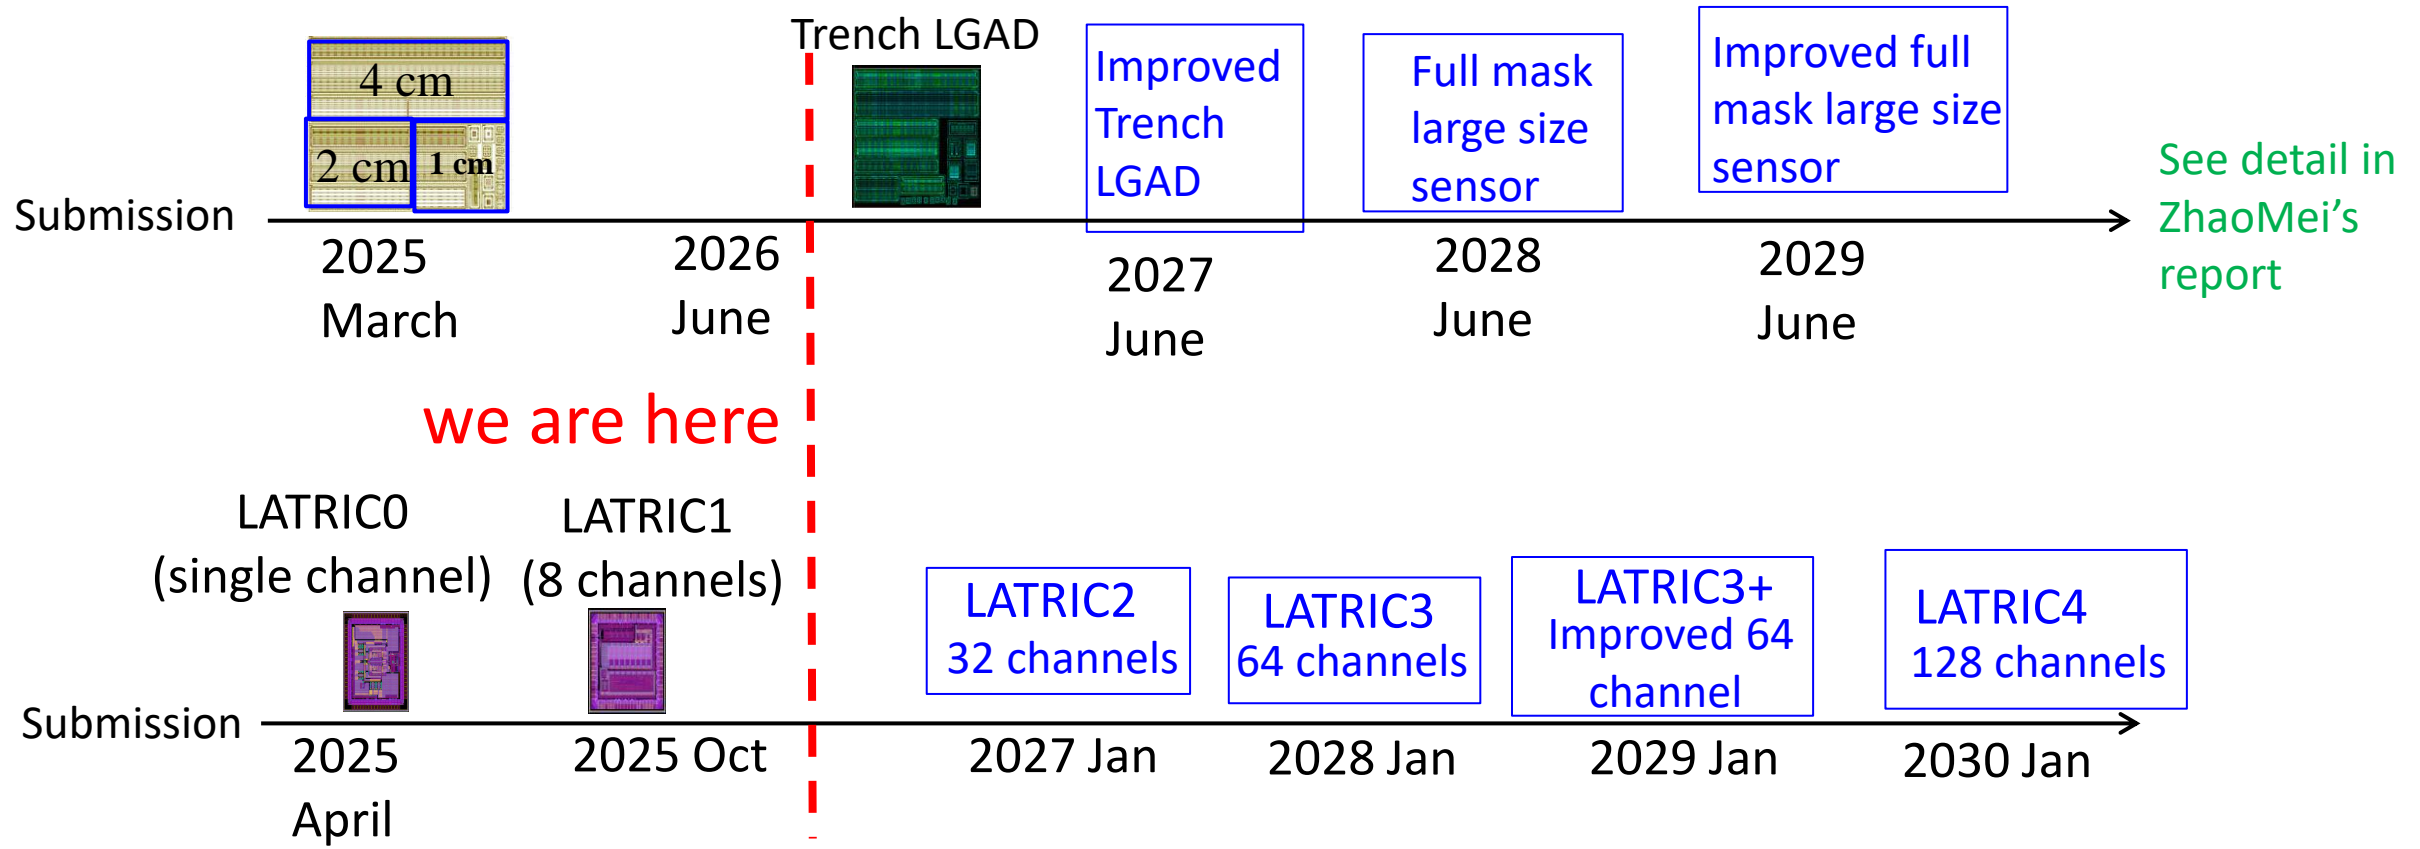 Trench LGAD
4 cm
2 cm
1 cm
Improved
Trench
LGAD
Full mask
large size
sensor
Improved full
mask large size
sensor
See detail in
ZhaoMei’s
report
Submission
2025
March
2026
June
2027
June
2028
June
2029
June
we are here
LATRIC0
(single channel)
LATRIC1
(8 channels)
LATRIC2
32 channels
LATRIC3
64 channels
LATRIC3+
Improved 64
channel
LATRIC4
128 channels
Submission
2025
April
2025 Oct
2027 Jan
2028 Jan
2029 Jan
2030 Jan